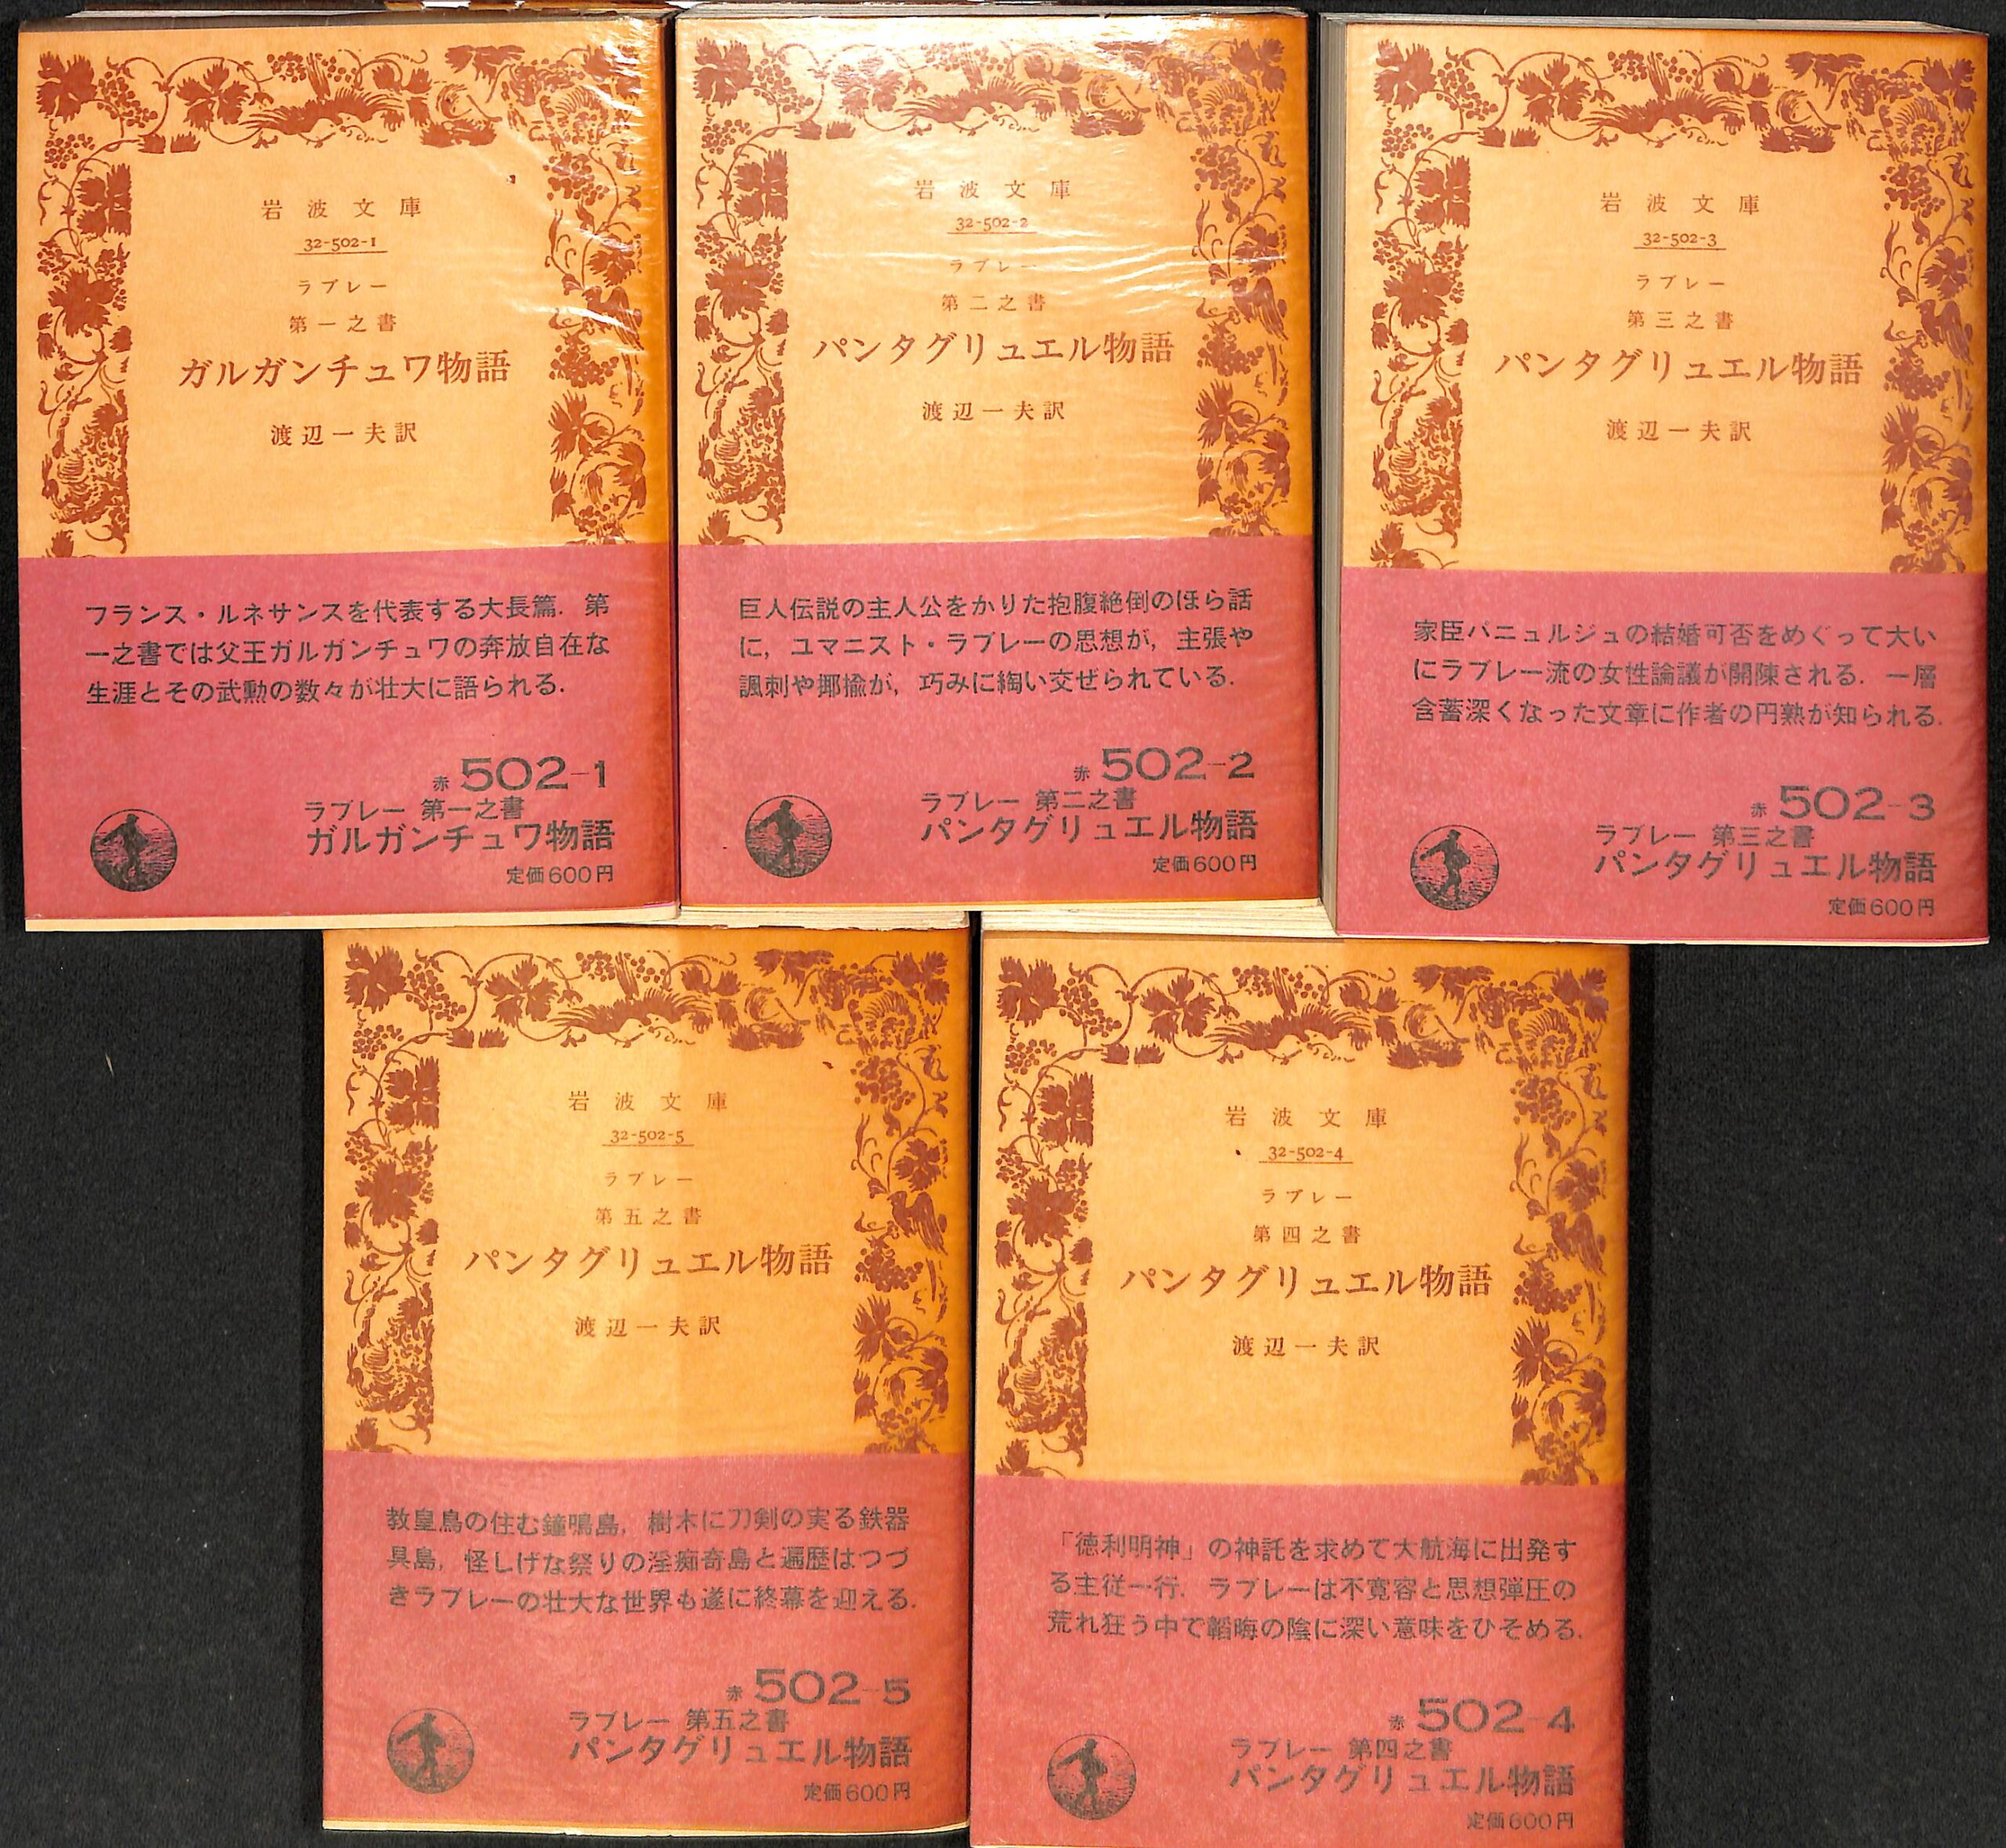 岩波文庫
32-502-1
ラブレー
第一之書
ガルガンチュワ物語
渡辺一夫訳
フランス・ルネサンスを代表する大長篇．第
一之書では父王ガルガンチュワの奔放自在な
生涯とその武勲の数々が壮大に語られる．
赤 502-1
ラブレー 第一之書
ガルガンチュワ物語
定価600円
岩波文庫
32-502-2
ラブレー
第二之書
パンタグリュエル物語
渡辺一夫訳
巨人伝説の主人公をかりた抱腹絶倒のほら話
に，ユマニスト・ラブレーの思想が，主張や
諷刺や揶揄が，巧みに綯い交ぜられている．
赤 502-2
ラブレー 第二之書
パンタグリュエル物語
定価600円
岩波文庫
32-502-3
ラブレー
第三之書
パンタグリュエル物語
渡辺一夫訳
家臣パニュルジュの結婚可否をめぐって大い
にラブレー流の女性論議が開陳される．一層
含蓄深くなった文章に作者の円熟が知られる．
赤 502-3
ラブレー 第三之書
パンタグリュエル物語
定価600円
岩波文庫
32-502-5
ラブレー
第五之書
パンタグリュエル物語
渡辺一夫訳
教皇鳥の住む鐘鳴島，樹木に刀剣の実る鉄器
具島，怪しげな祭りの淫痴奇島と遍歴はつづ
きラブレーの壮大な世界も遂に終幕を迎える．
赤 502-5
ラブレー 第五之書
パンタグリュエル物語
定価600円
岩波文庫
32-502-4
ラブレー
第四之書
パンタグリュエル物語
渡辺一夫訳
「徳利明神」の神託を求めて大航海に出発す
る主従一行．ラブレーは不寛容と思想弾圧の
荒れ狂う中で韜晦の陰に深い意味をひそめる．
赤 502-4
ラブレー 第四之書
パンタグリュエル物語
定価600円